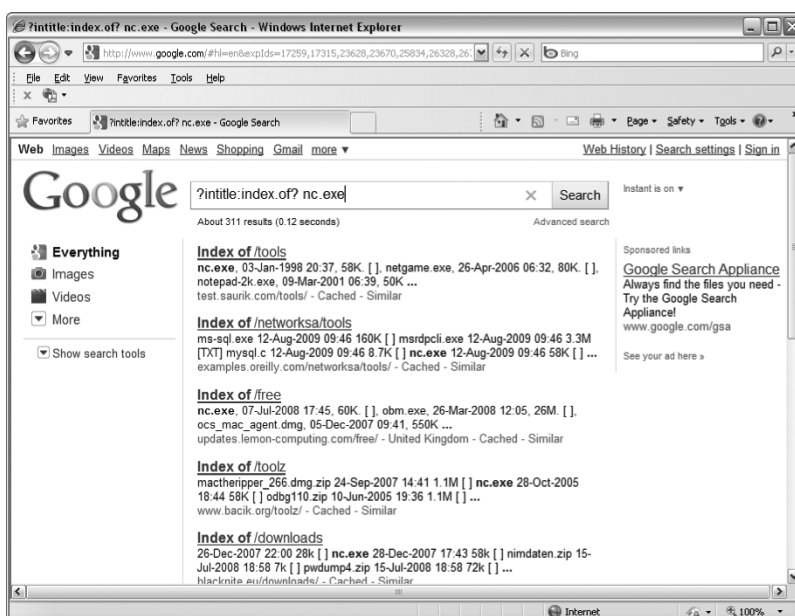 ?intitle:index.of? nc.exe - Google Search - Windows Internet Explorer
http://www.google.com/#hl=en&expIds=17259,17315,23628,23670,25834,26328,26
Bing
File Edit View Favorites Tools Help
Favorites
?intitle:index.of? nc.exe - Google Search
Page Safety Tools
Web Images Videos Maps News Shopping Gmail more ▼
Web History | Search settings | Sign in
Google
?intitle:index.of? nc.exe
Search
Instant is on ▼
About 311 results (0.12 seconds)
Advanced search
Everything
Images
Videos
More
Show search tools
Index of /tools
nc.exe, 03-Jan-1998 20:37, 58K. [ ], netgame.exe, 26-Apr-2006 06:32, 80K. [ ],
notepad-2k.exe, 09-Mar-2001 06:39, 50K ...
test.saurik.com/tools/ - Cached - Similar
Index of /networksa/tools
ms-sql.exe 12-Aug-2009 09:46 160K [ ] msrdpcli.exe 12-Aug-2009 09:46 3.3M
[TXT] mysql.c 12-Aug-2009 09:46 8.7K [ ] nc.exe 12-Aug-2009 09:46 58K [ ] ...
examples.oreilly.com/networksa/tools/ - Cached - Similar
Index of /free
nc.exe, 07-Jul-2008 17:45, 60K. [ ], obm.exe, 26-Mar-2008 12:05, 26M. [ ],
ocs_mac_agent.dmg, 05-Dec-2007 09:41, 550K ...
updates.lemon-computing.com/free/ - United Kingdom - Cached - Similar
Index of /toolz
mactheripper_266.dmg.zip 24-Sep-2007 14:41 1.1M [ ] nc.exe 28-Oct-2005
18:44 58K [ ] odbg110.zip 10-Jun-2005 19:36 1.1M [ ] ...
www.bacik.org/toolz/ - Cached - Similar
Index of /downloads
26-Dec-2007 22:00 28k [ ] nc.exe 28-Dec-2007 17:43 58k [ ] nimdaten.zip 15-
Jul-2008 18:58 7k [ ] pwdump4.zip 15-Jul-2008 18:58 72k [ ] ...
blacknite.eu/downloads/ - Cached - Similar
Sponsored links
Google Search Appliance
Always find the files you need -
Try the Google Search
Appliance!
www.google.com/gsa
See your ad here »
Internet
100%